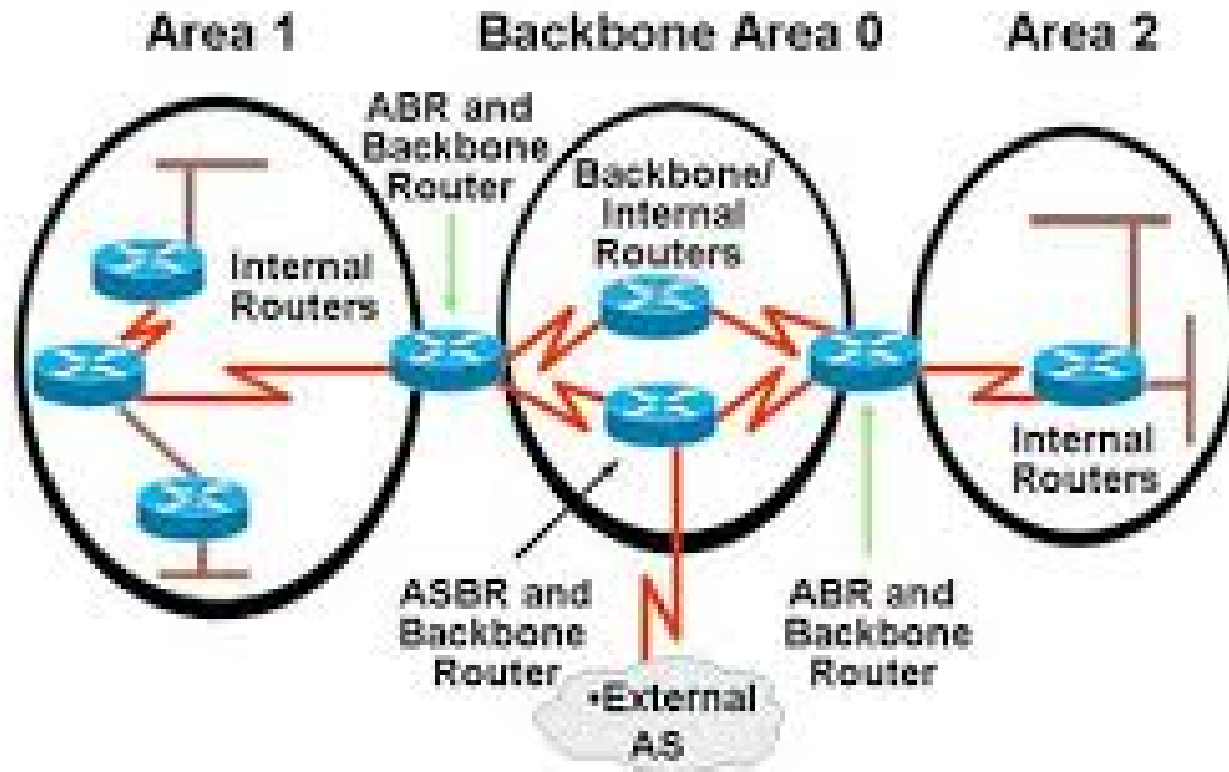 Area 1
Backbone Area 0
Area 2
ABR and
Backbone
Router
Backbone/
Internal
Routers
Internal
Routers
Internal
Routers
ASBR and
Backbone
Router
ABR and
Backbone
Router
•External
AS